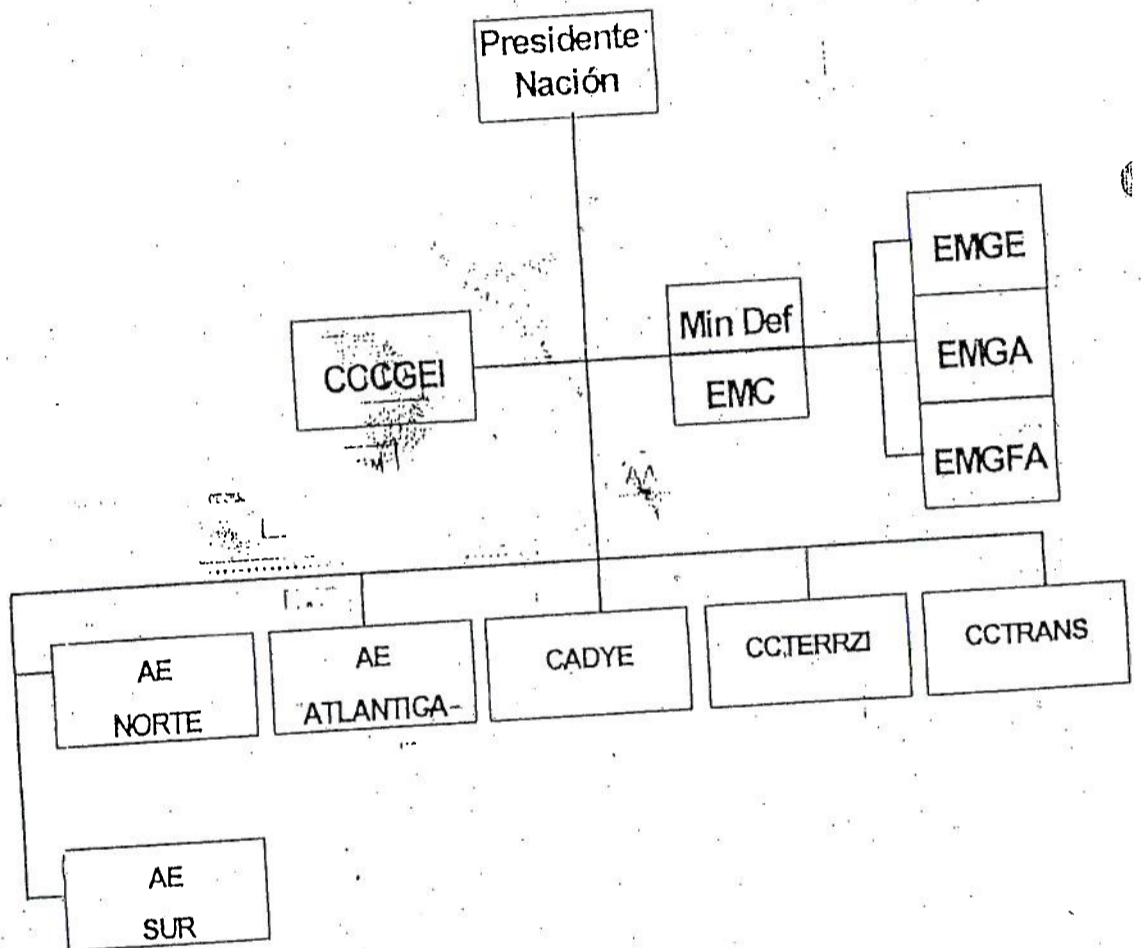 Presidente
Nación
EMGE
Min Def
CCCGEI
EMGA
EMC
EMGFA
AE
NORTE
AE
ATLANTICA
CADYE
CCTERRZI
CCTRANS
AE
SUR